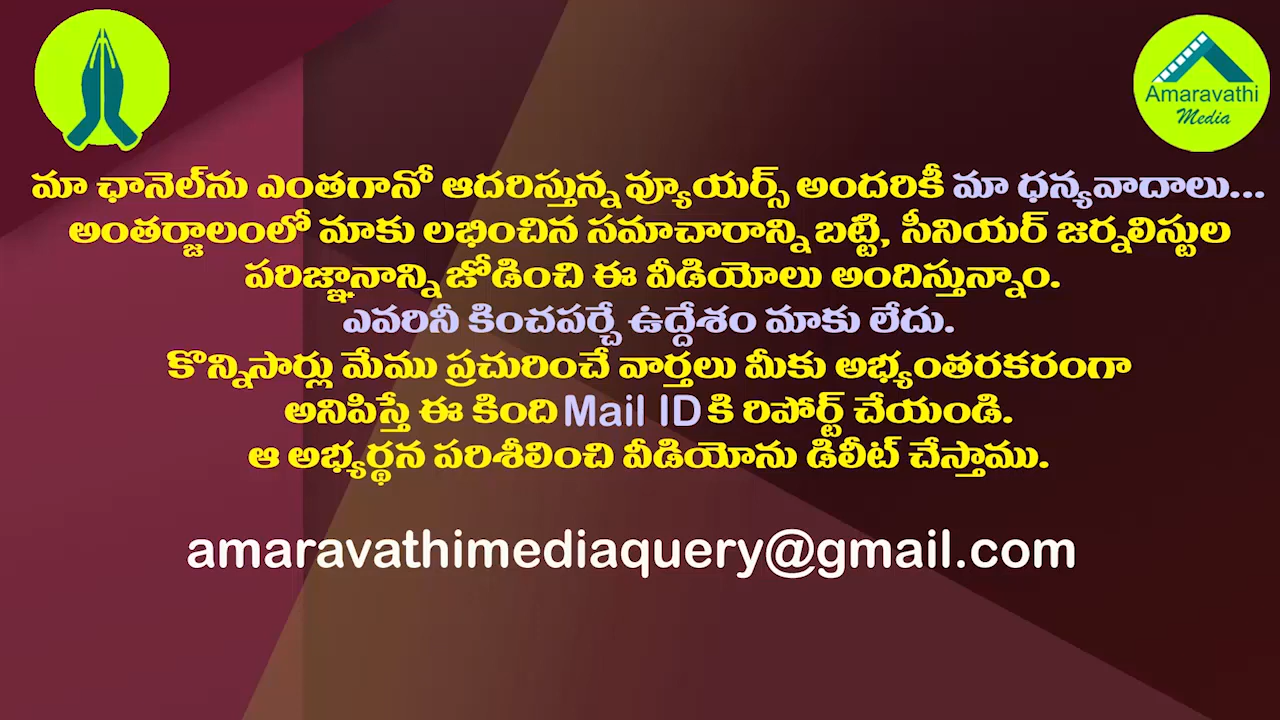 Amaravathi
Media
మా ఛానెల్‌ను ఎంతగానో ఆదరిస్తున్న వ్యూయర్స్ అందరికీ మా ధన్యవాదాలు...
అంతర్జాలంలో మాకు లభించిన సమాచారాన్ని బట్టి, సీనియర్ జర్నలిస్టుల
పరిజ్ఞానాన్ని జోడించి ఈ వీడియోలు అందిస్తున్నాం.
ఎవరినీ కించపర్చే ఉద్దేశం మాకు లేదు.
కొన్నిసార్లు మేము ప్రచురించే వార్తలు మీకు అభ్యంతరకరంగా
అనిపిస్తే ఈ కింది Mail ID కి రిపోర్ట్ చేయండి.
ఆ అభ్యర్థన పరిశీలించి వీడియోను డిలీట్ చేస్తాము.
amaravathimediaquery@gmail.com